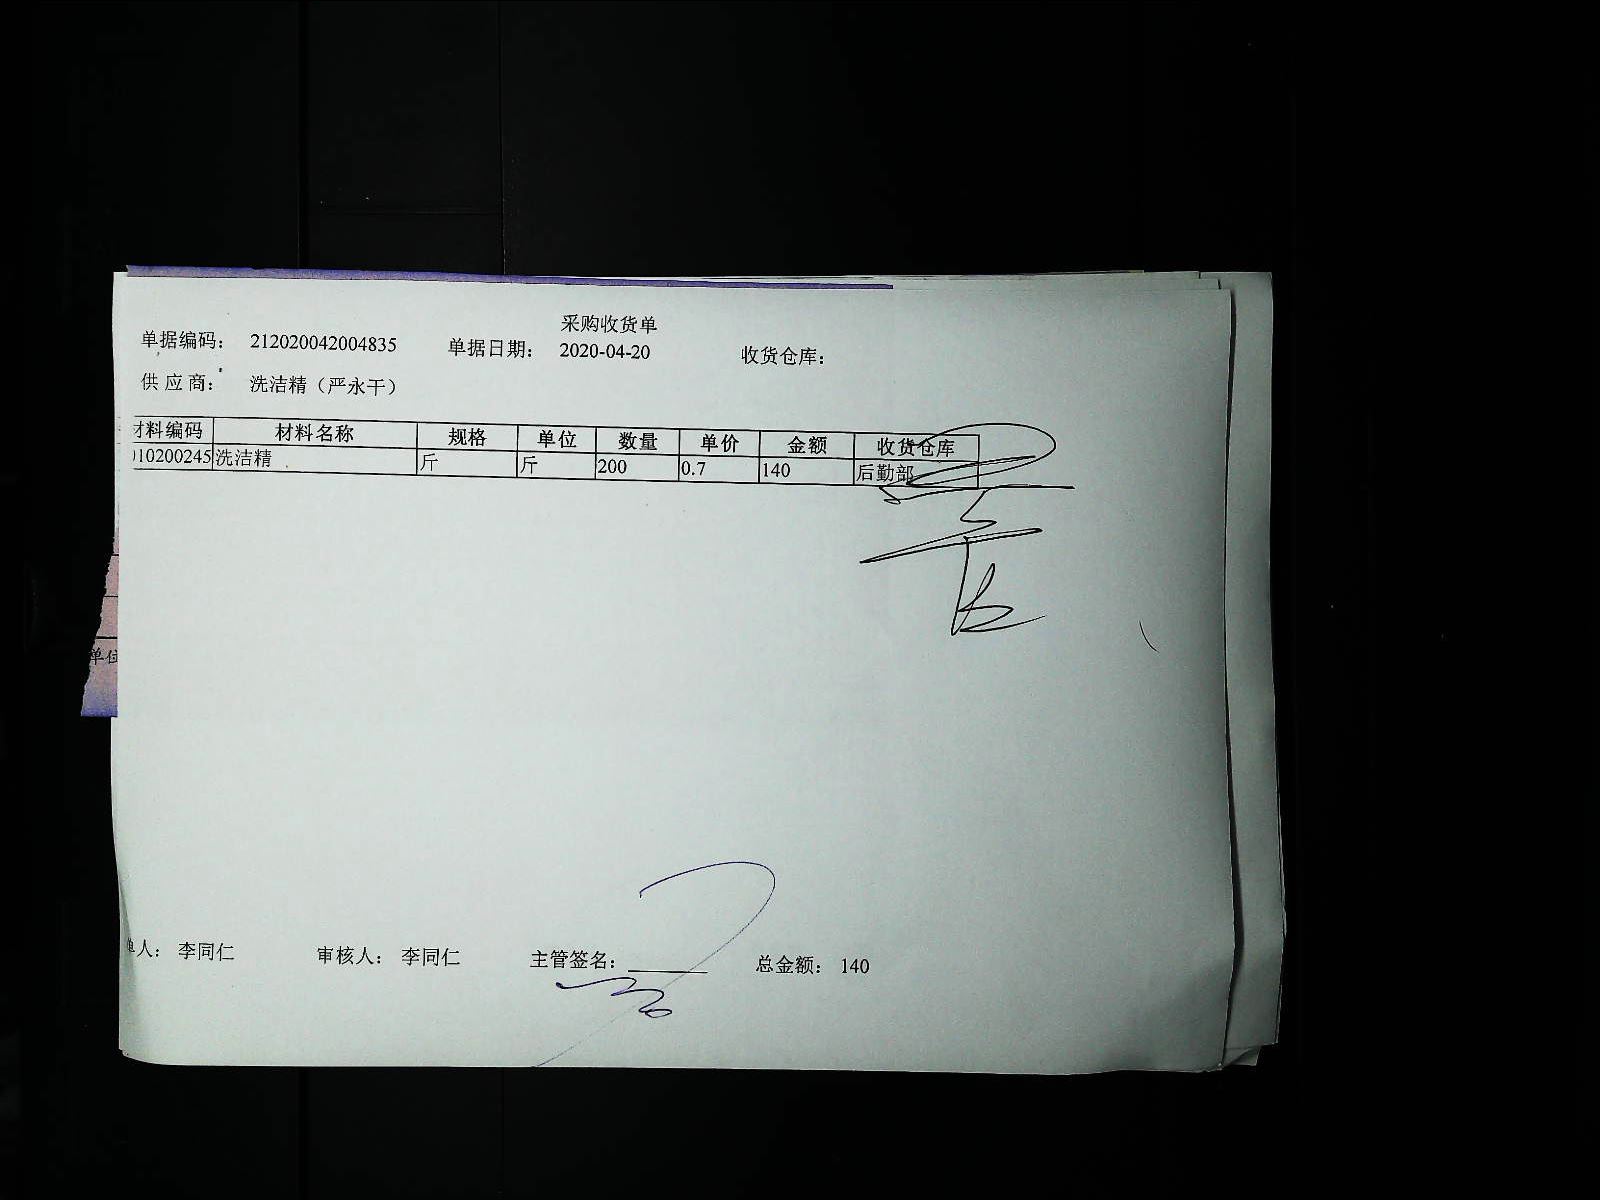 采购收货单
单据编码： 212020042004835 单据日期： 2020-04-20 收货仓库：
供应商： 洗洁精（严永干）
材料编码 材料名称 规格 单位 数量 单价 金额 收货仓库
010200245 洗洁精 斤 斤 200 0.7 140 后勤部
单位
单人： 李同仁 审核人： 李同仁 主管签名： 总金额： 140